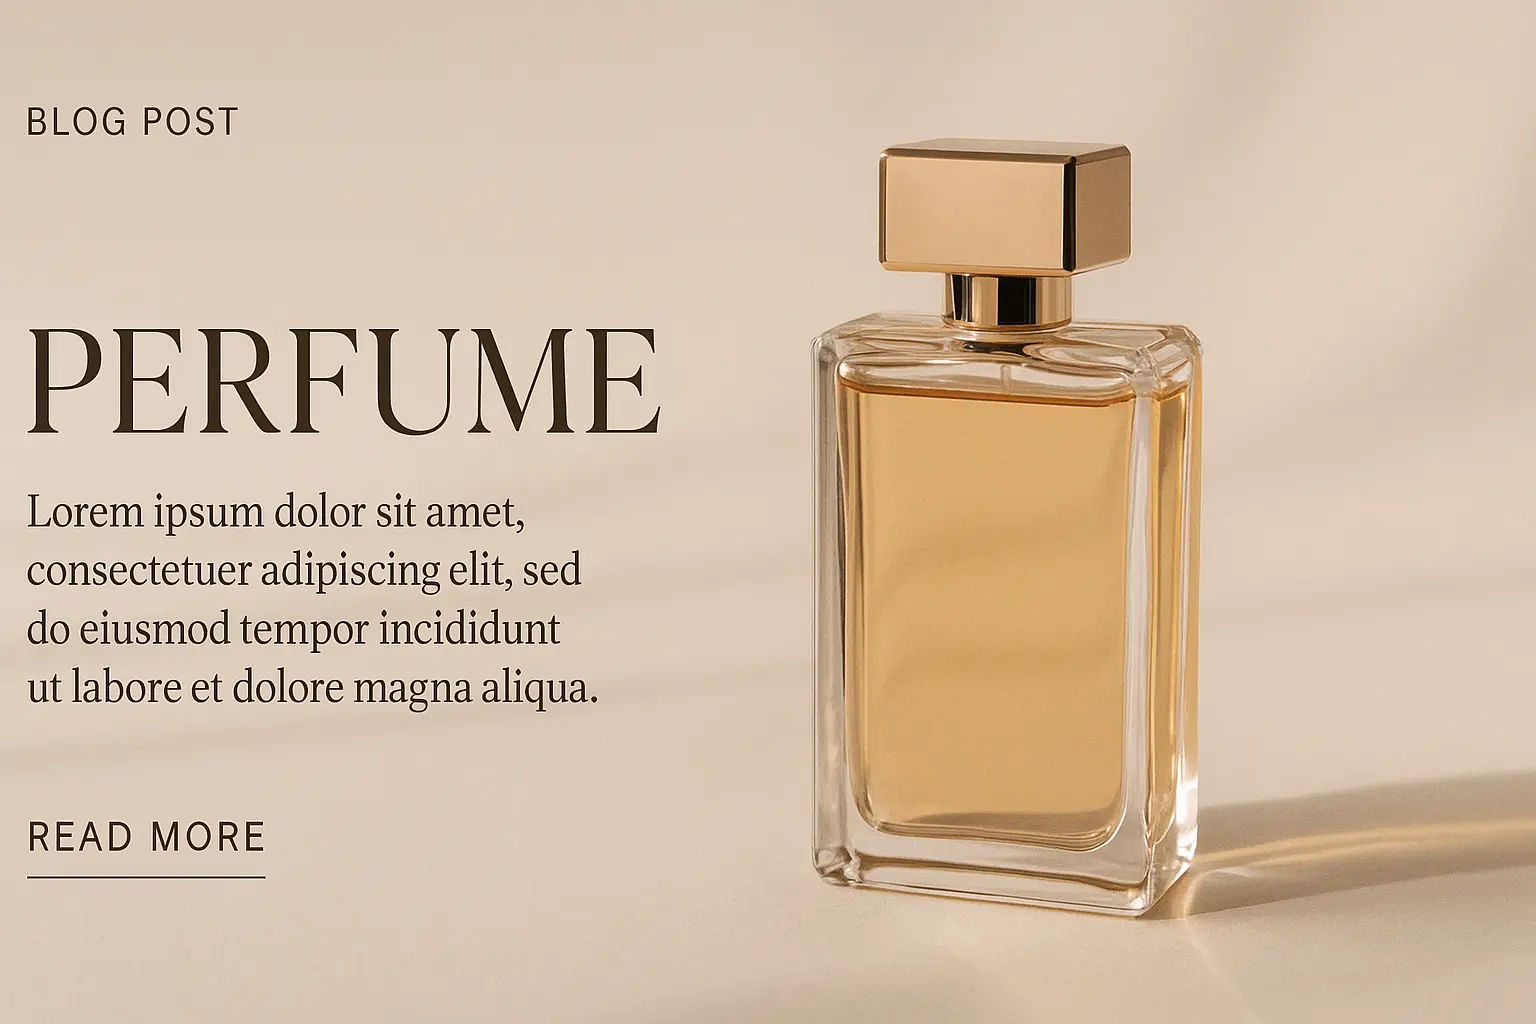 BLOG POST
PERFUME
Lorem ipsum dolor sit amet,
consectetuer adipiscing elit, sed
do eiusmod tempor incididunt
ut labore et dolore magna aliqua.
READ MORE